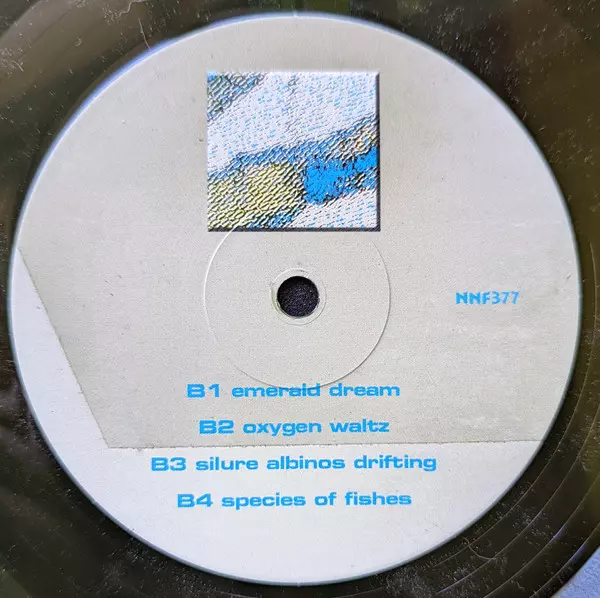 NNF377
B1 emerald dream
B2 oxygen waltz
B3 silure albinos drifting
B4 species of fishes